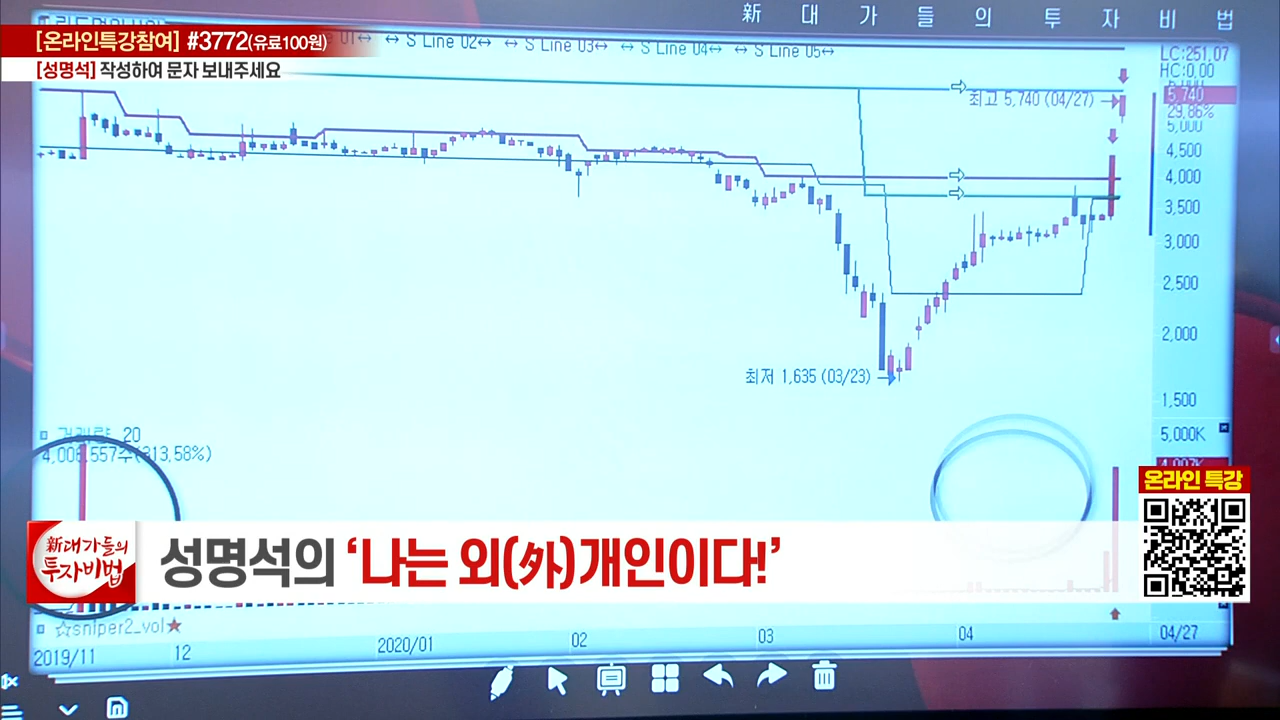 新 대 가 들 의 투 자 비 법
[온라인특강참여] #3772(유료100원)
[성명석] 작성하여 문자 보내주세요
S Line 02↔ ↔ S Line 03↔ ↔ S Line 04↔ ↔ S Line 05↔
LC:251,07
HC:0,00
최고 5,740 (04/27)
5,740
29,86%
5,000
4,500
4,000
3,500
3,000
2,500
2,000
1,500
최저 1,635 (03/23)
거래량 20
4,006,557주(313,58%)
5,000K
4,007K
온라인 특강
新대가들의
투자비법
성명석의 ‘나는 외(外)개인이다!’
☆sniper2_vol★
2019/11
12
2020/01
02
03
04
04/27